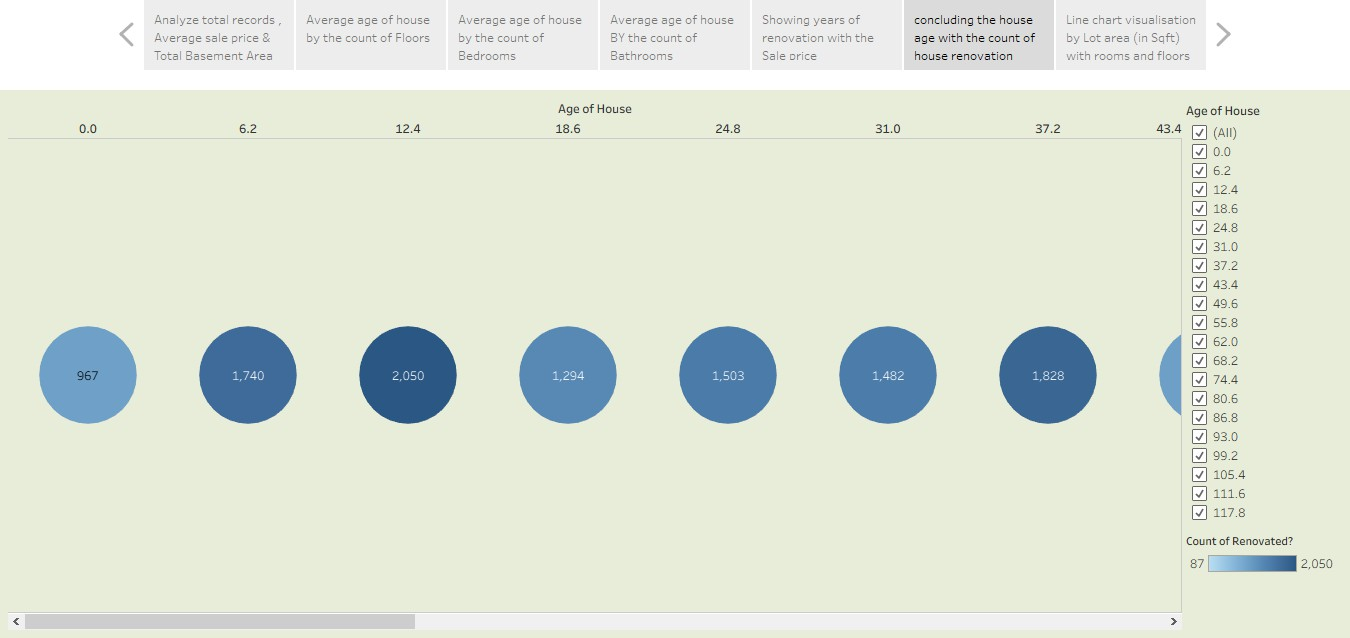 Analyze total records ,
Average sale price &
Total Basement Area
Average age of house
by the count of Floors
Average age of house
by the count of
Bedrooms
Average age of house
BY the count of
Bathrooms
Showing years of
renovation with the
Sale price
concluding the house
age with the count of
house renovation
Line chart visualisation
by Lot area (in Sqft)
with rooms and floors
Age of House
0.0 6.2 12.4 18.6 24.8 31.0 37.2 43.4
967 1,740 2,050 1,294 1,503 1,482 1,828
Age of House
(All)
0.0
6.2
12.4
18.6
24.8
31.0
37.2
43.4
49.6
55.8
62.0
68.2
74.4
80.6
86.8
93.0
99.2
105.4
111.6
117.8
Count of Renovated?
87 2,050